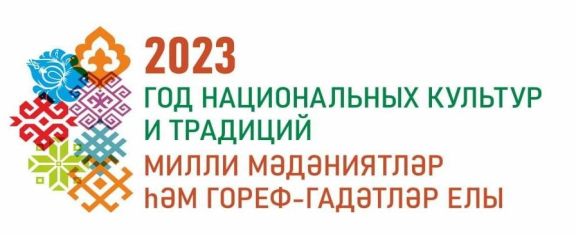 2023
ГОД НАЦИОНАЛЬНЫХ КУЛЬТУР
И ТРАДИЦИЙ
МИЛЛИ МӘДӘНИЯТЛӘР
ҺӘМ ГОРЕФ-ГАДӘТЛӘР ЕЛЫ